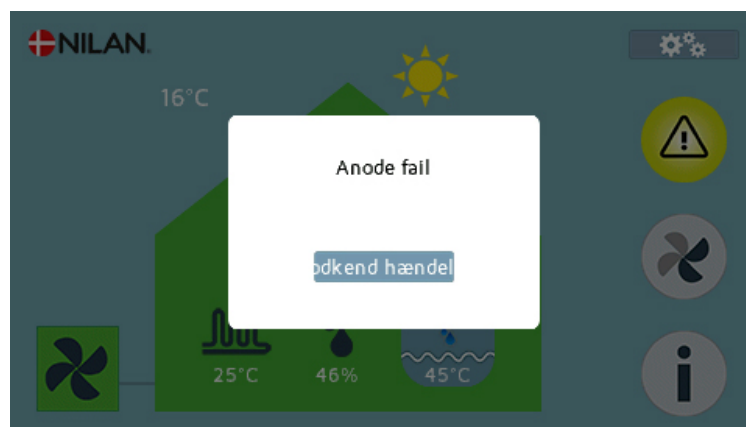 NILAN.
16°C
Anode fail
odkend hændel
25°C 46% 45°C